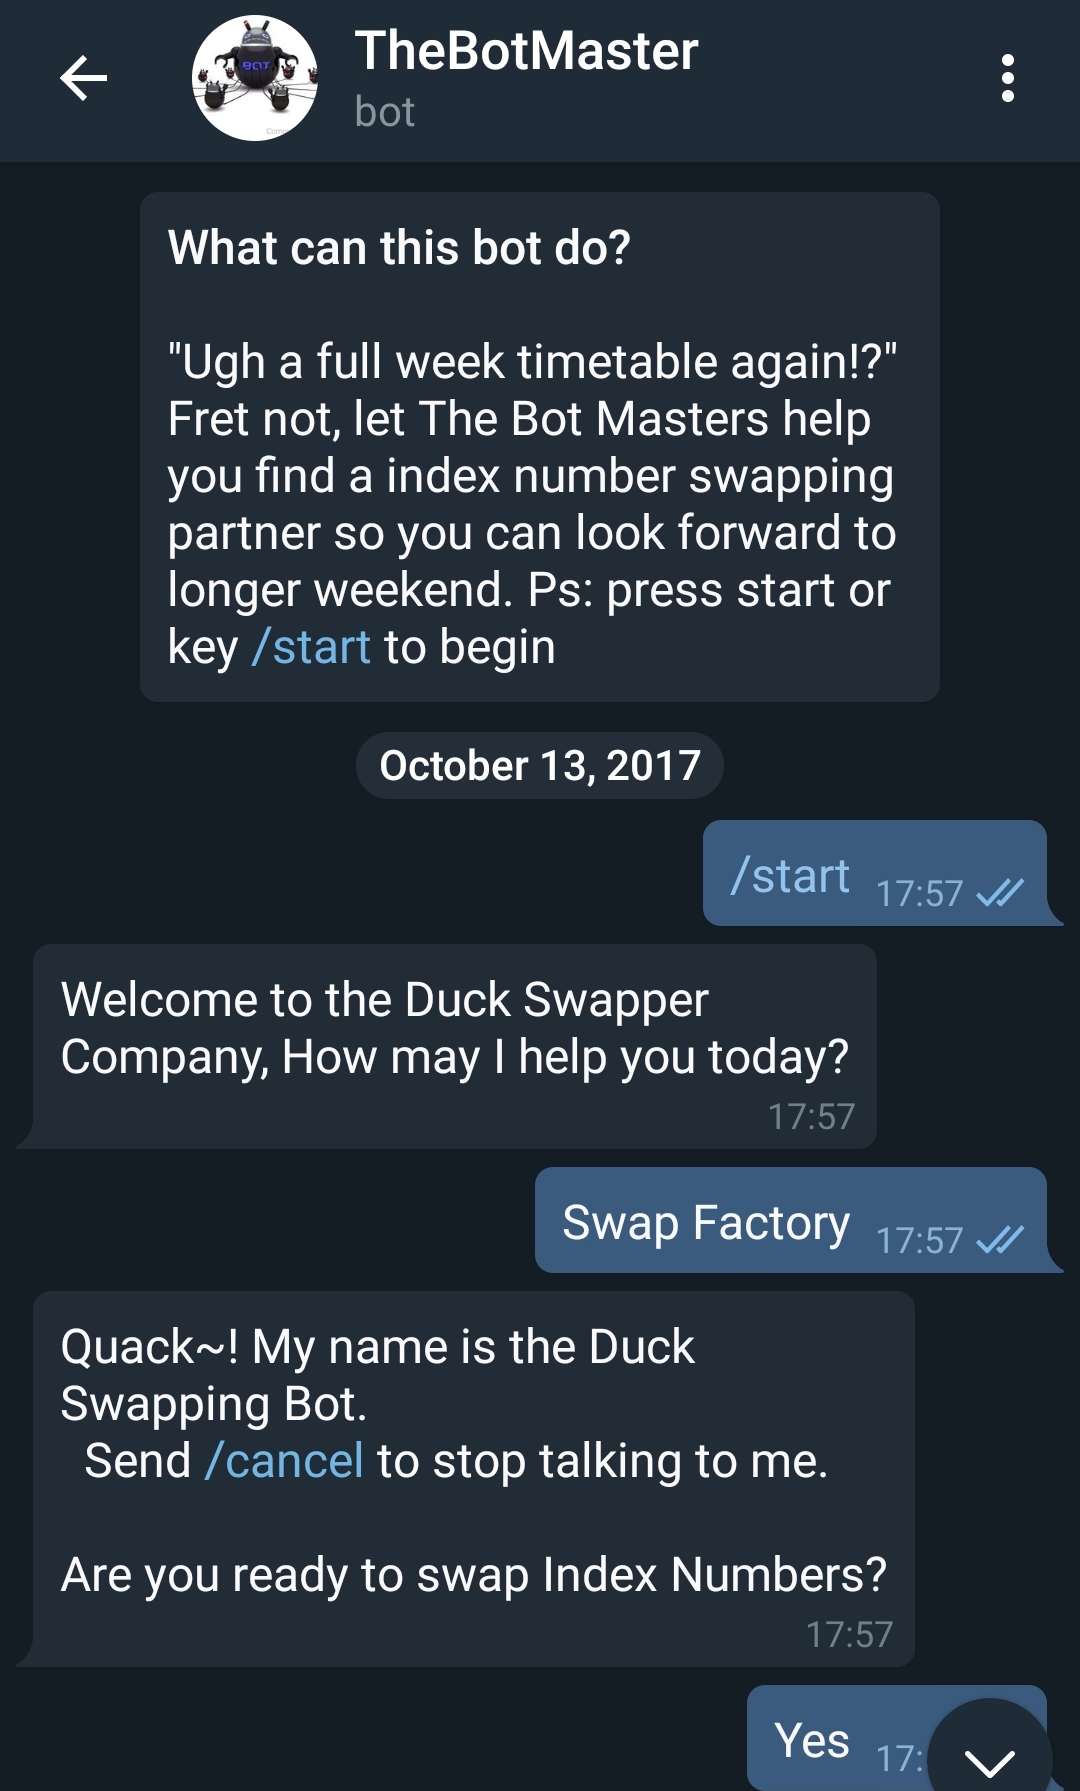 TheBotMaster
bot
BOT
What can this bot do?
"Ugh a full week timetable again!?"
Fret not, let The Bot Masters help
you find a index number swapping
partner so you can look forward to
longer weekend. Ps: press start or
key /start to begin
October 13, 2017
/start 17:57
Welcome to the Duck Swapper
Company, How may I help you today?
17:57
Swap Factory 17:57
Quack~! My name is the Duck
Swapping Bot.
Send /cancel to stop talking to me.
Are you ready to swap Index Numbers?
17:57
Yes 17: